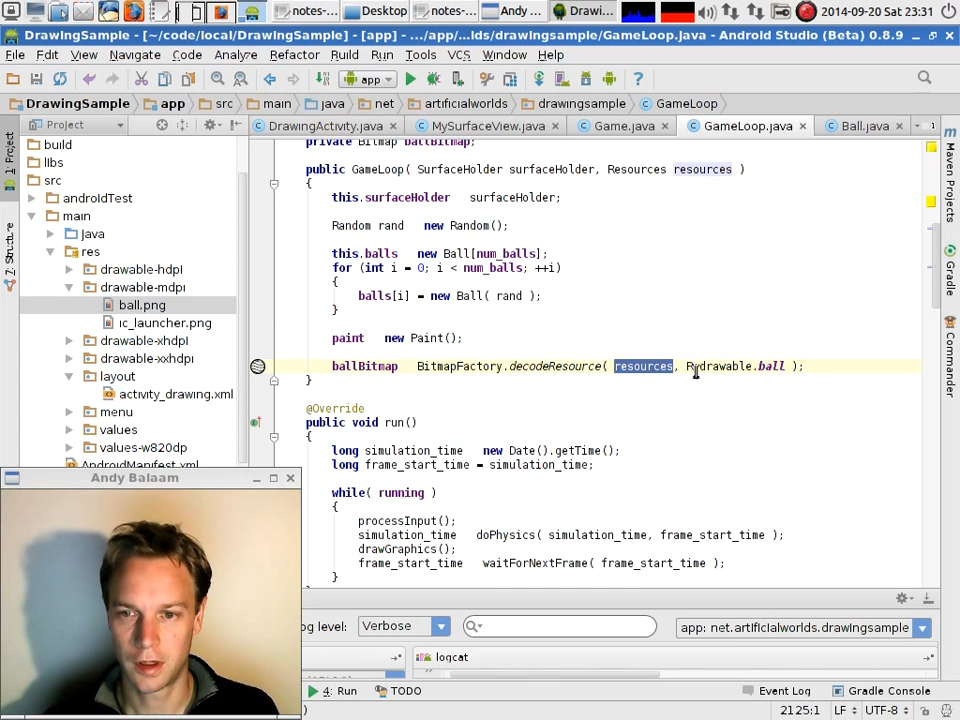 notes-...
Desktop
notes-...
Andy ...
Drawi...
2014-09-20 Sat 23:31
DrawingSample - [~/code/local/DrawingSample] - [app] - .../app/...lds/drawingsample/GameLoop.java - Android Studio (Beta) 0.8.9
File Edit View Navigate Code Analyze Refactor Build Run Tools VCS Window Help
app
DrawingSample app src main java net artificialworlds drawingsample GameLoop
Project
DrawingActivity.java MySurfaceView.java Game.java GameLoop.java Ball.java
1: Project
7: Structure
Maven Projects
Gradle
Commander
build
libs
src
androidTest
main
java
res
drawable-hdpi
drawable-mdpi
ball.png
ic_launcher.png
drawable-xhdpi
drawable-xxhdpi
layout
activity_drawing.xml
menu
values
values-w820dp
AndroidManifest.xml
private Bitmap ballBitmap;
public GameLoop( SurfaceHolder surfaceHolder, Resources resources )
{
this.surfaceHolder surfaceHolder;
Random rand new Random();
this.balls new Ball[num_balls];
for (int i = 0; i < num_balls; ++i)
{
balls[i] = new Ball( rand );
}
paint new Paint();
ballBitmap BitmapFactory.decodeResource( resources, R.drawable.ball );
}
@Override
public void run()
{
long simulation_time new Date().getTime();
long frame_start_time = simulation_time;
while( running )
{
processInput();
simulation_time doPhysics( simulation_time, frame_start_time );
drawGraphics();
frame_start_time waitForNextFrame( frame_start_time );
}
Andy Balaam
og level: Verbose
app: net.artificialworlds.drawingsample
logcat
4: Run TODO Event Log Gradle Console
2125:1 LF UTF-8